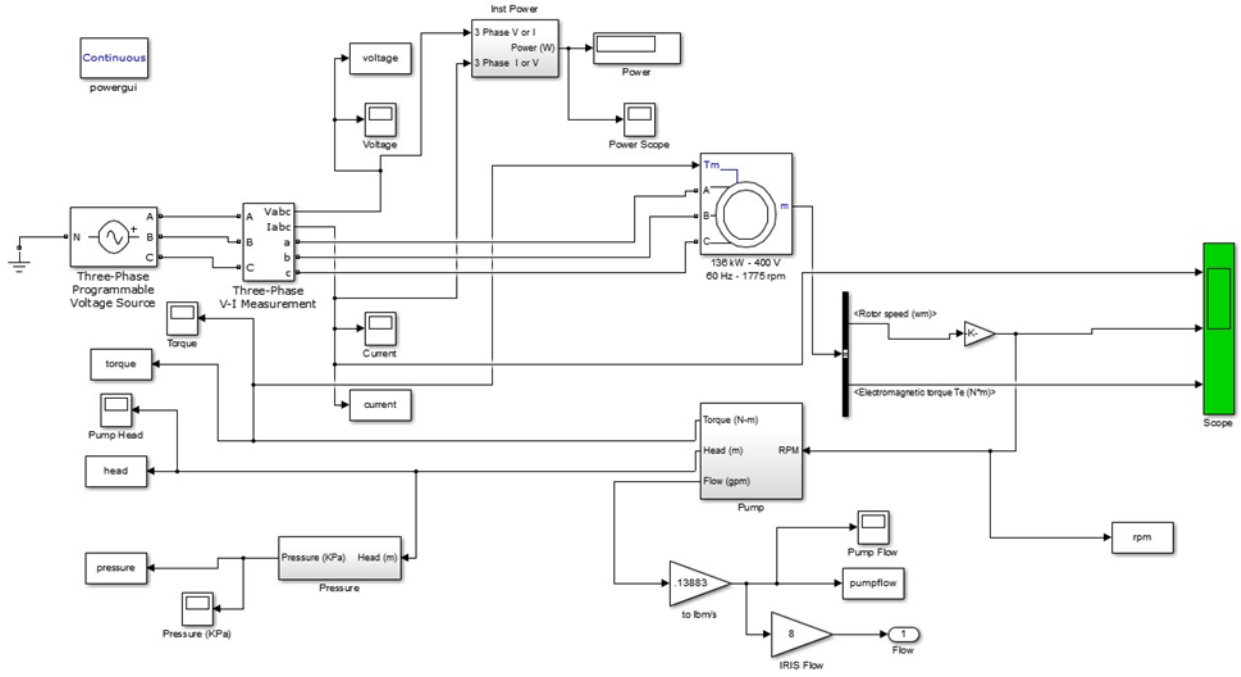 Inst Power
3 Phase V or I
Power (W)
3 Phase I or V
Continuous
powergui
voltage
Voltage
Power
Power Scope
Tm
A
B
C
m
136 kW - 400 V
60 Hz - 1775 rpm
N
+
A
B
C
Three-Phase
Programmable
Voltage Source
A
B
C
Vabc
Iabc
a
b
c
Three-Phase
V-I Measurement
Torque
torque
Current
current
<Rotor speed (wm)>
-K-
<Electromagnetic torque Te (N*m)>
Scope
Pump Head
head
Torque (N-m)
Head (m)
Flow (gpm)
RPM
Pump
rpm
pressure
Pressure (KPa)
Head (m)
Pressure
Pressure (KPa)
.13883
to lbm/s
Pump Flow
pumpflow
8
IRIS Flow
1
Flow